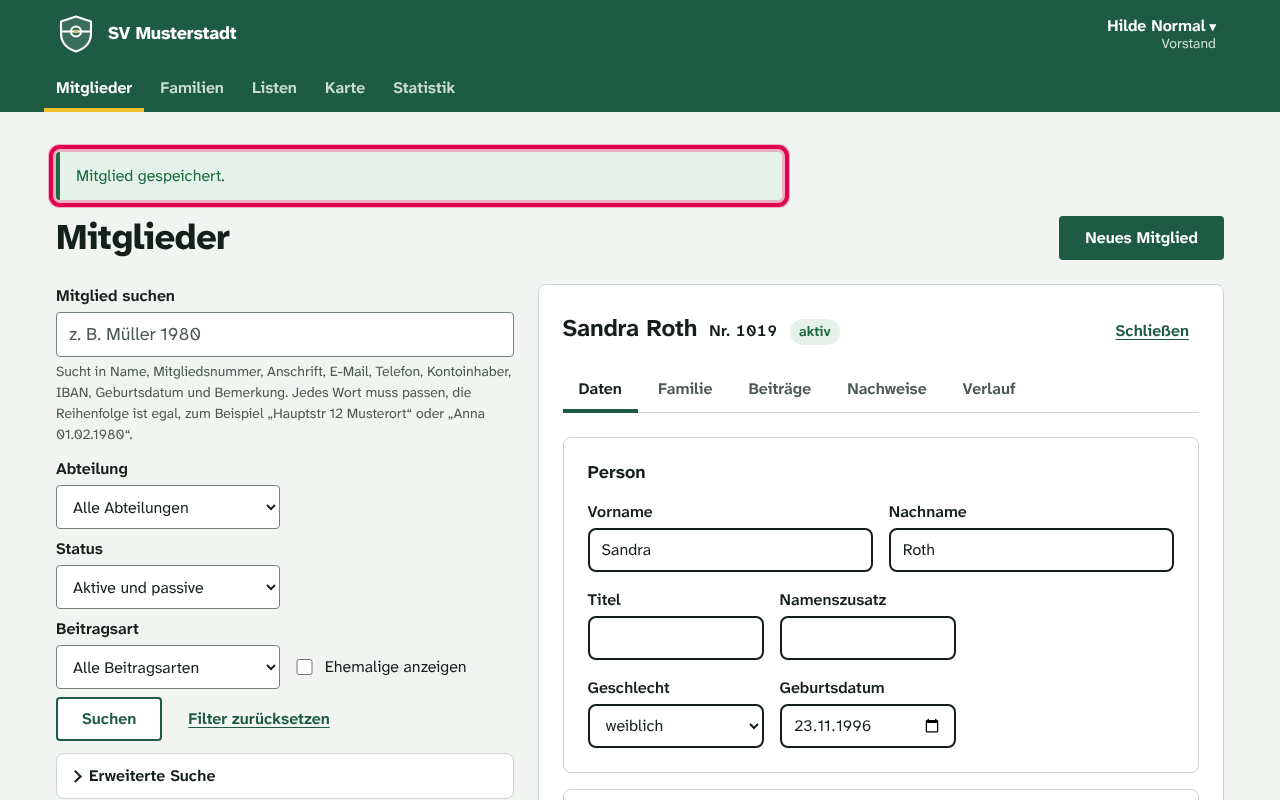 SV Musterstadt
Hilde Normal ▾
Vorstand
Mitglieder Familien Listen Karte Statistik
Mitglied gespeichert.
Mitglieder
Neues Mitglied
Mitglied suchen
z. B. Müller 1980
Sucht in Name, Mitgliedsnummer, Anschrift, E-Mail, Telefon, Kontoinhaber,
IBAN, Geburtsdatum und Bemerkung. Jedes Wort muss passen, die
Reihenfolge ist egal, zum Beispiel „Hauptstr 12 Musterort“ oder „Anna
01.02.1980“.
Abteilung
Alle Abteilungen
Status
Aktive und passive
Beitragsart
Alle Beitragsarten
Ehemalige anzeigen
Suchen Filter zurücksetzen
Erweiterte Suche
Sandra Roth Nr. 1019 aktiv
Schließen
Daten Familie Beiträge Nachweise Verlauf
Person
Vorname Nachname
Sandra Roth
Titel Namenszusatz
Geschlecht Geburtsdatum
weiblich 23.11.1996